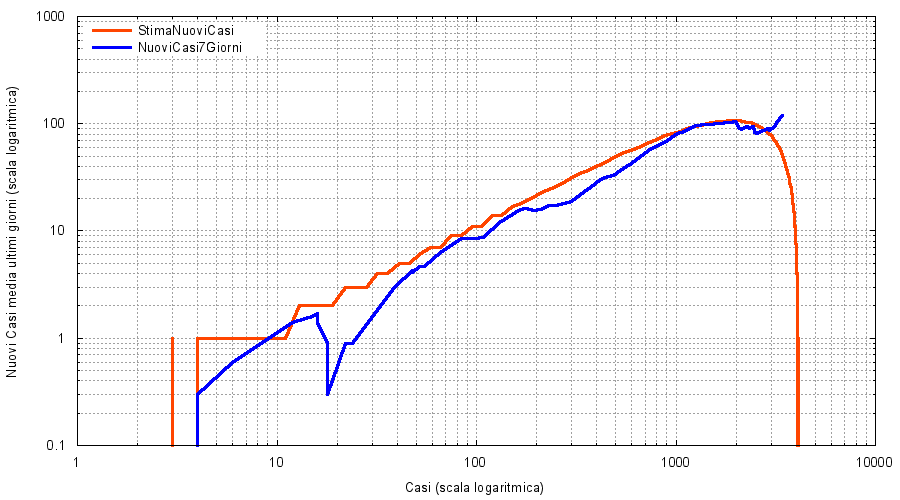 1000
100
10
1
0.1
Nuovi Casi media ultimi giorni (scala logaritmica)
StimaNuoviCasi
NuoviCasi7Giorni
1
10
100
1000
10000
Casi (scala logaritmica)